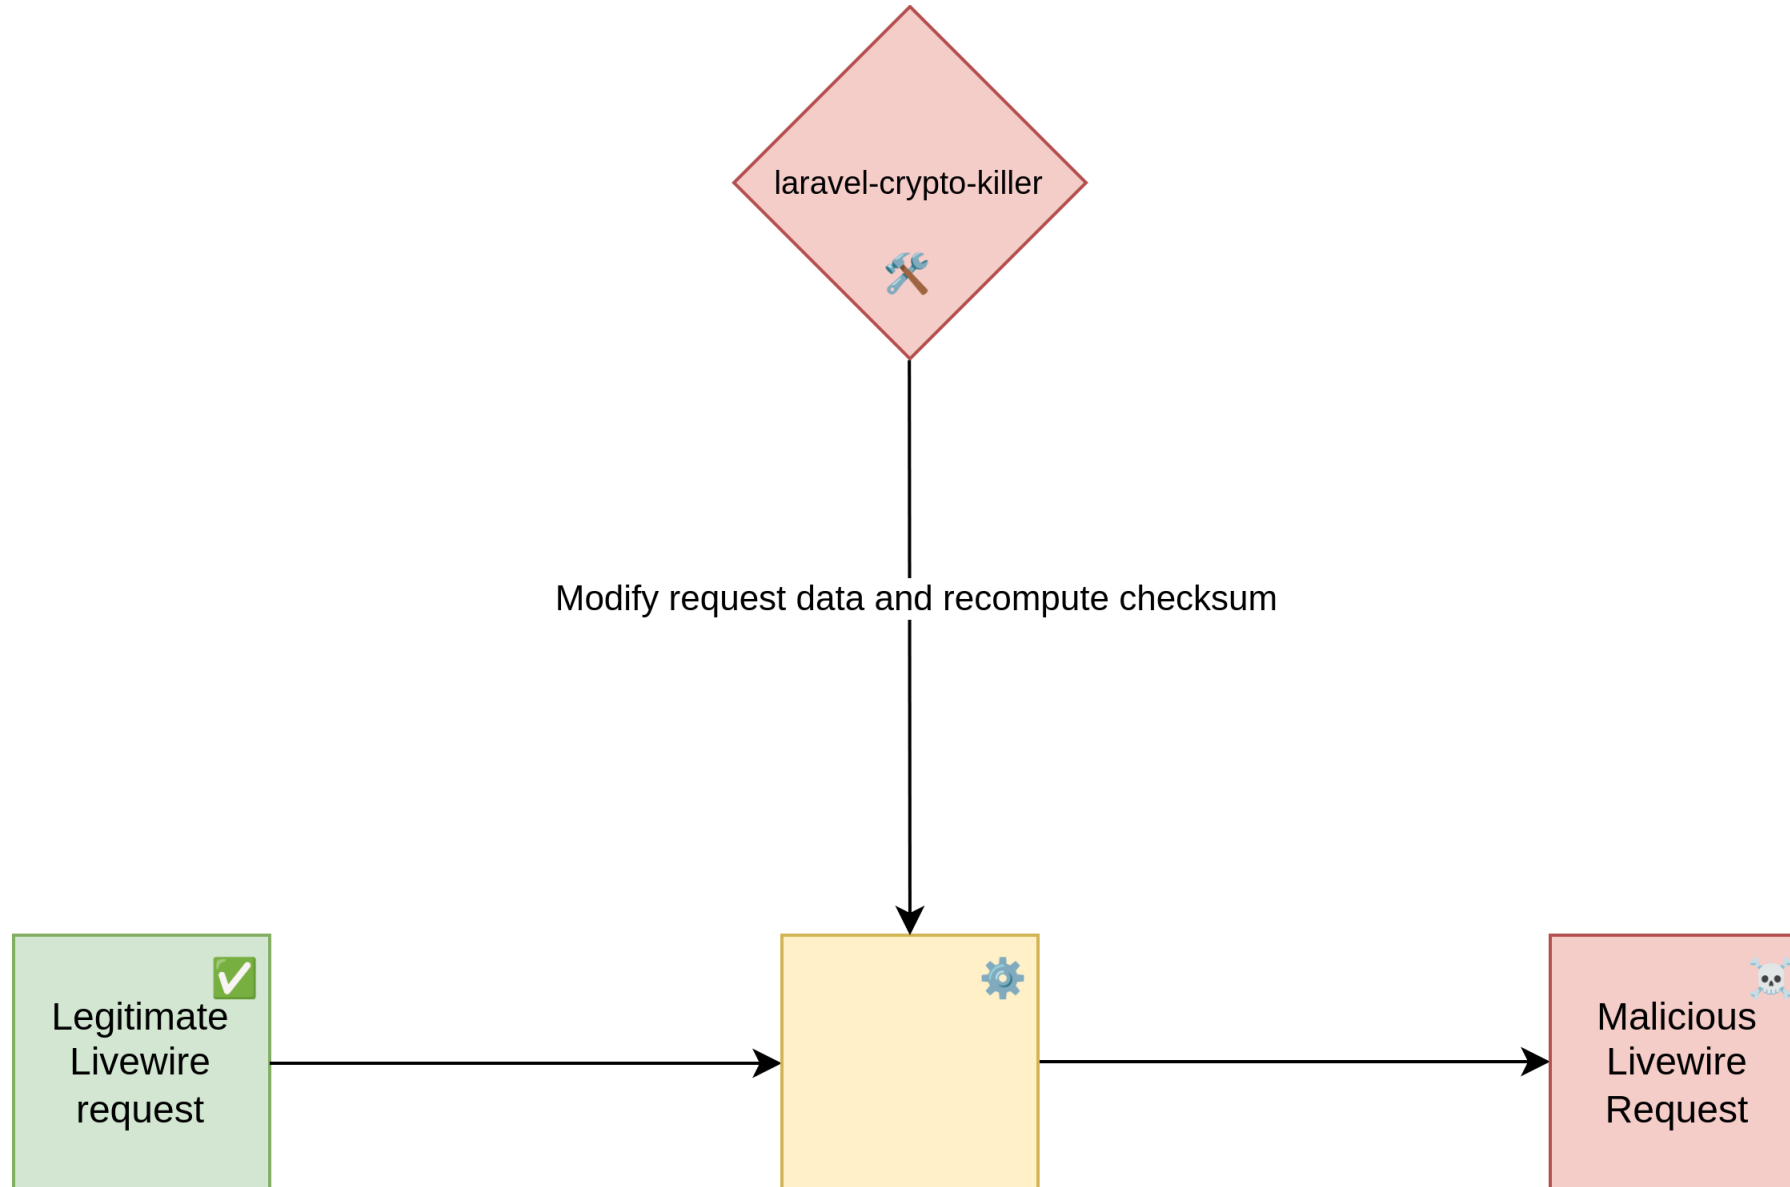 laravel-crypto-killer
Modify request data and recompute checksum
Legitimate
Livewire
request
Malicious
Livewire
Request